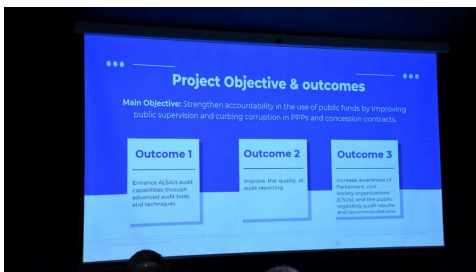 Project Objective & outcomes
Main Objective: Strengthen accountability in the use of public funds by improving
public supervision and curbing corruption in PPPs and concession contracts.
Outcome 1
Enhance ALSAI's audit
capabilities through
advanced audit tools
and techniques
Outcome 2
Improve the quality of
audit reporting
Outcome 3
Increase awareness of
Parliament, civil
society organizations
(CSOs), and the public
regarding audit results
and recommendations